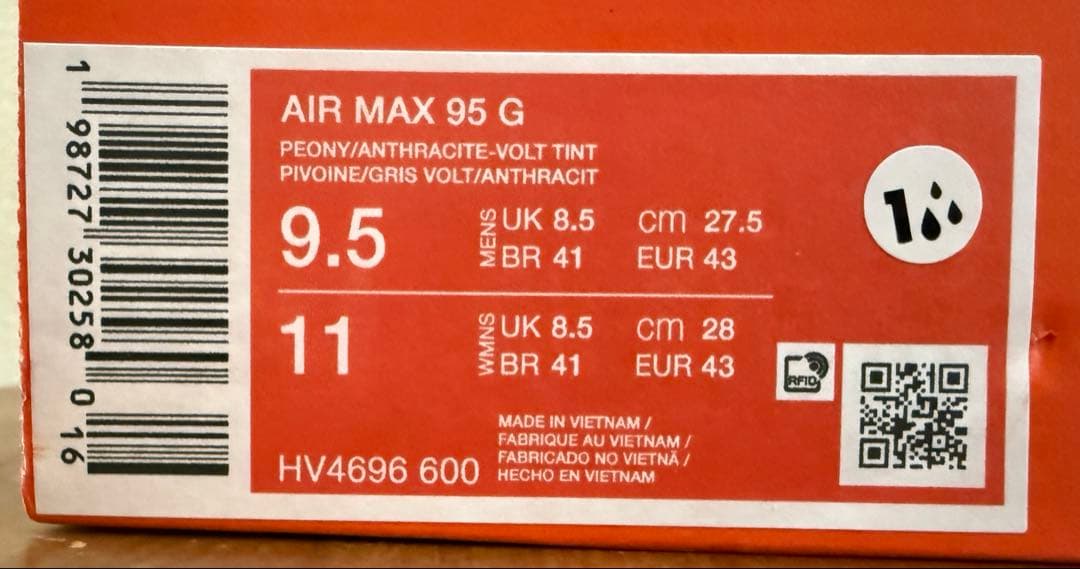 AIR MAX 95 G
PEONY/ANTHRACITE-VOLT TINT
PIVOINE/GRIS VOLT/ANTHRACIT
9.5 MENS UK 8.5 cm 27.5
BR 41 EUR 43
11 WMNS UK 8.5 cm 28
BR 41 EUR 43
MADE IN VIETNAM /
FABRIQUE AU VIETNAM /
FABRICADO NO VIETNÃ /
HECHO EN VIETNAM
HV4696 600
1 98727 30258 0 16
1
RFID